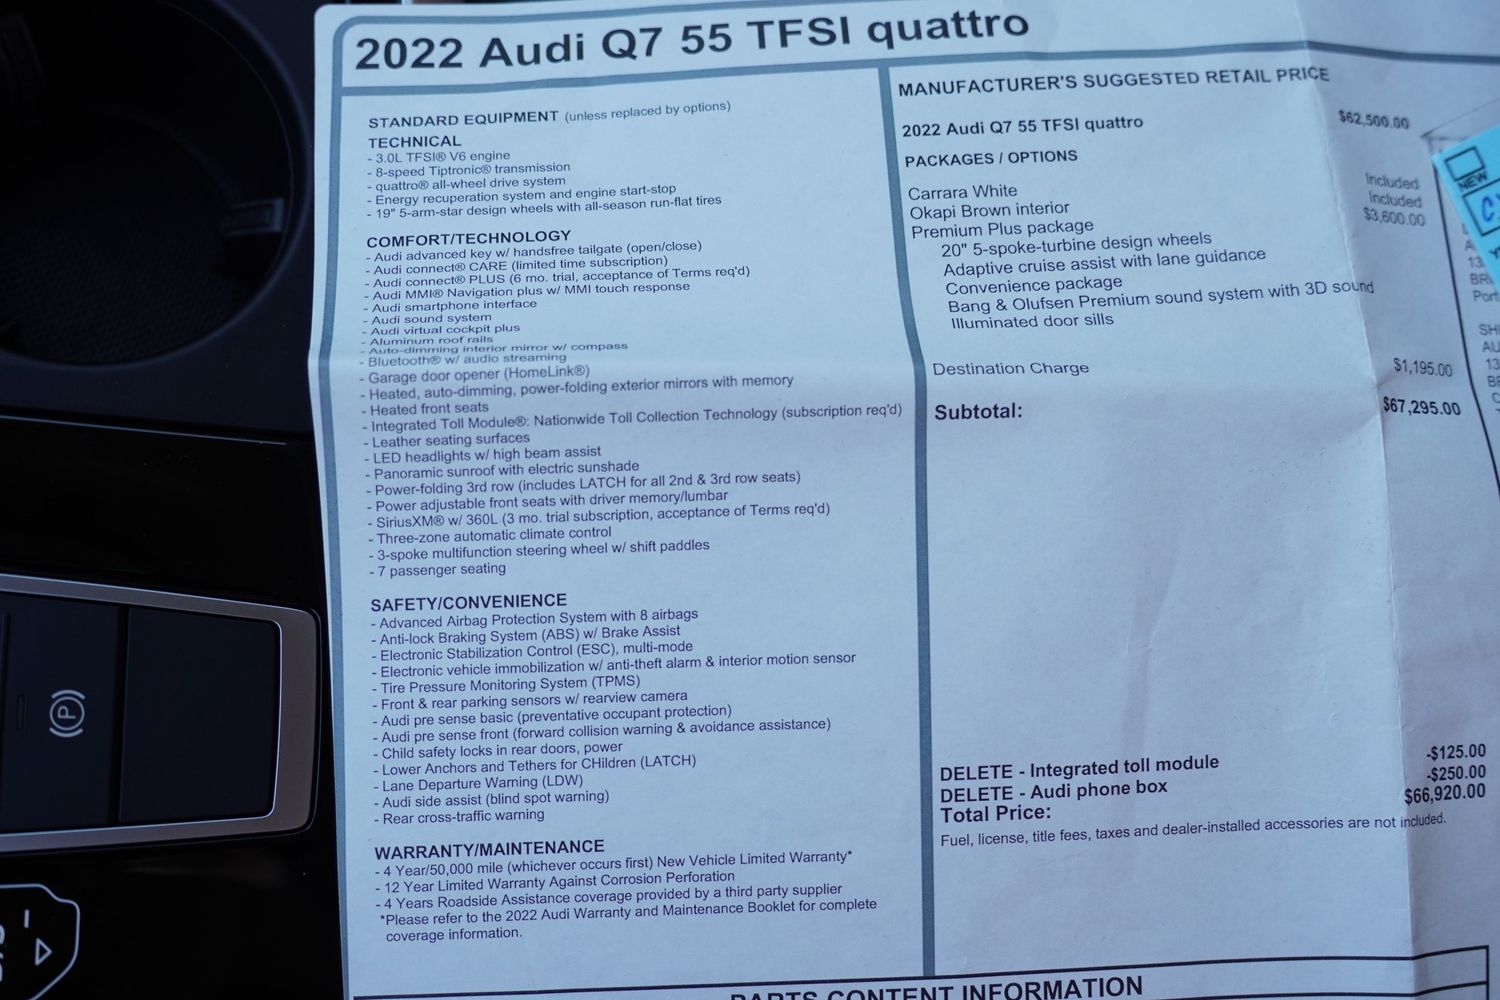 2022 Audi Q7 55 TFSI quattro
STANDARD EQUIPMENT (unless replaced by options)
TECHNICAL
- 3.0L TFSI® V6 engine
- 8-speed Tiptronic® transmission
- quattro® all-wheel drive system
- Energy recuperation system and engine start-stop
- 19" 5-arm-star design wheels with all-season run-flat tires
COMFORT/TECHNOLOGY
- Audi advanced key w/ handsfree tailgate (open/close)
- Audi connect® CARE (limited time subscription)
- Audi connect® PLUS (6 mo. trial, acceptance of Terms req'd)
- Audi MMI® Navigation plus w/ MMI touch response
- Audi smartphone interface
- Audi sound system
- Audi virtual cockpit plus
- Aluminum roof rails
- Auto-dimming interior mirror w/ compass
- Bluetooth® w/ audio streaming
- Garage door opener (HomeLink®)
- Heated, auto-dimming, power-folding exterior mirrors with memory
- Heated front seats
- Integrated Toll Module®: Nationwide Toll Collection Technology (subscription req'd)
- Leather seating surfaces
- LED headlights w/ high beam assist
- Panoramic sunroof with electric sunshade
- Power-folding 3rd row (includes LATCH for all 2nd & 3rd row seats)
- Power adjustable front seats with driver memory/lumbar
- SiriusXM® w/ 360L (3 mo. trial subscription, acceptance of Terms req'd)
- Three-zone automatic climate control
- 3-spoke multifunction steering wheel w/ shift paddles
- 7 passenger seating
SAFETY/CONVENIENCE
- Advanced Airbag Protection System with 8 airbags
- Anti-lock Braking System (ABS) w/ Brake Assist
- Electronic Stabilization Control (ESC), multi-mode
- Electronic vehicle immobilization w/ anti-theft alarm & interior motion sensor
- Tire Pressure Monitoring System (TPMS)
- Front & rear parking sensors w/ rearview camera
- Audi pre sense basic (preventative occupant protection)
- Audi pre sense front (forward collision warning & avoidance assistance)
- Child safety locks in rear doors, power
- Lower Anchors and Tethers for CHildren (LATCH)
- Lane Departure Warning (LDW)
- Audi side assist (blind spot warning)
- Rear cross-traffic warning
WARRANTY/MAINTENANCE
- 4 Year/50,000 mile (whichever occurs first) New Vehicle Limited Warranty*
- 12 Year Limited Warranty Against Corrosion Perforation
- 4 Years Roadside Assistance coverage provided by a third party supplier
*Please refer to the 2022 Audi Warranty and Maintenance Booklet for complete
coverage information.
MANUFACTURER'S SUGGESTED RETAIL PRICE
2022 Audi Q7 55 TFSI quattro $62,500.00
PACKAGES / OPTIONS
Carrara White Included
Okapi Brown interior Included
Premium Plus package $3,600.00
20" 5-spoke-turbine design wheels
Adaptive cruise assist with lane guidance
Convenience package
Bang & Olufsen Premium sound system with 3D sound
Illuminated door sills
Destination Charge $1,195.00
Subtotal: $67,295.00
DELETE - Integrated toll module -$125.00
DELETE - Audi phone box -$250.00
Total Price: $66,920.00
Fuel, license, title fees, taxes and dealer-installed accessories are not included.
PARTS CONTENT INFORMATION
NEW
(P)